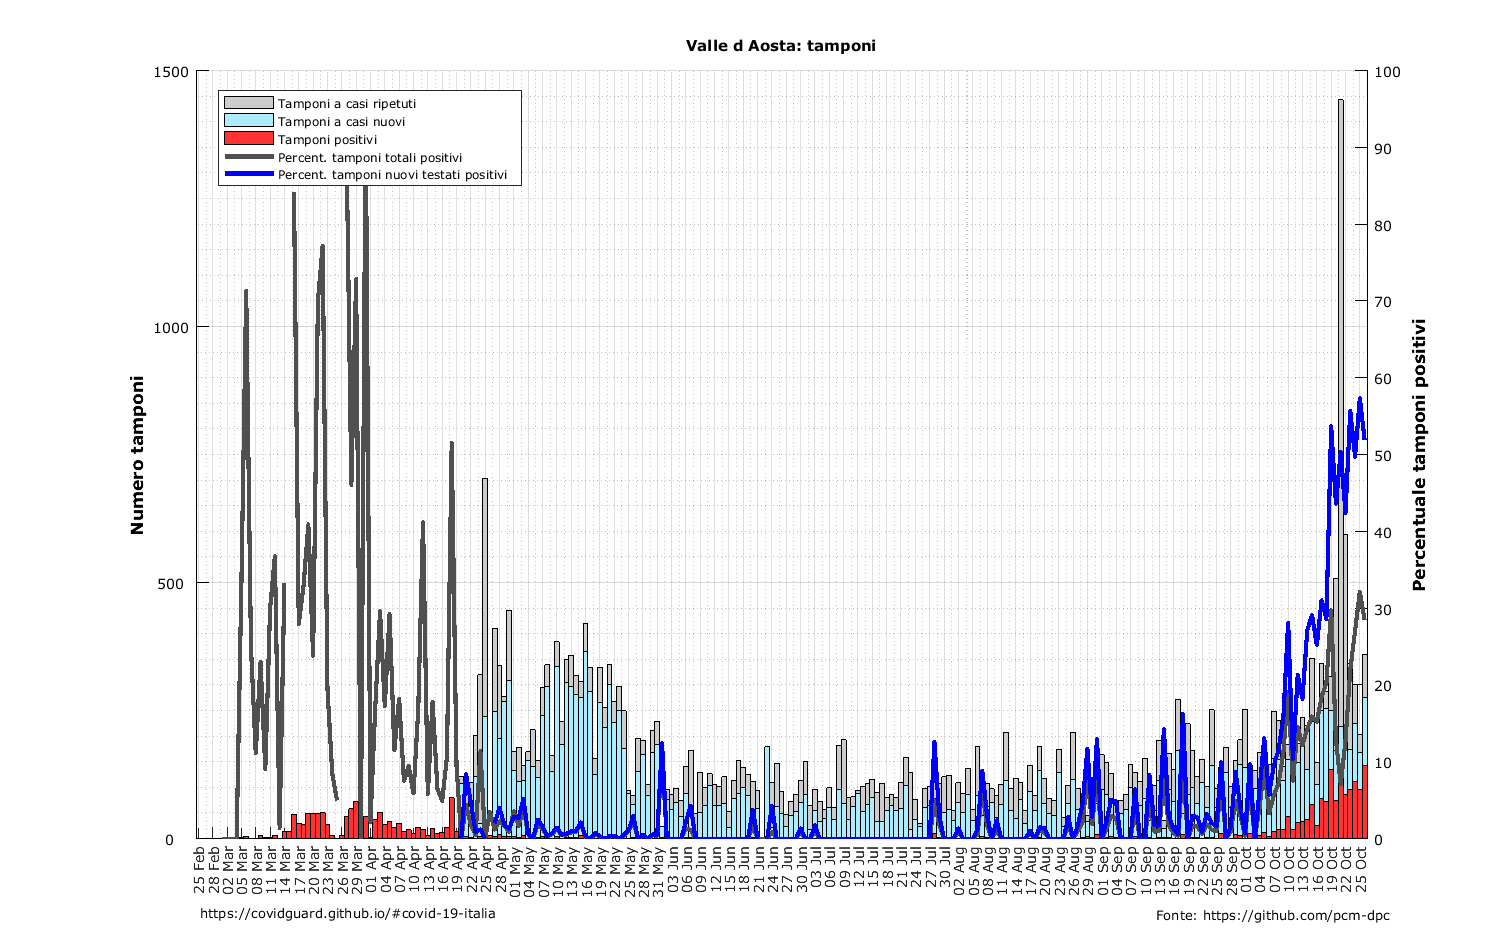 Valle d Aosta: tamponi
Tamponi a casi ripetuti
Tamponi a casi nuovi
Tamponi positivi
Percent. tamponi totali positivi
Percent. tamponi nuovi testati positivi
Numero tamponi
1500
1000
500
0
Percentuale tamponi positivi
100
90
80
70
60
50
40
30
20
10
0
25 Feb
28 Feb
02 Mar
05 Mar
08 Mar
11 Mar
14 Mar
17 Mar
20 Mar
23 Mar
26 Mar
29 Mar
01 Apr
04 Apr
07 Apr
10 Apr
13 Apr
16 Apr
19 Apr
22 Apr
25 Apr
28 Apr
01 May
04 May
07 May
10 May
13 May
16 May
19 May
22 May
25 May
28 May
31 May
03 Jun
06 Jun
09 Jun
12 Jun
15 Jun
18 Jun
21 Jun
24 Jun
27 Jun
30 Jun
03 Jul
06 Jul
09 Jul
12 Jul
15 Jul
18 Jul
21 Jul
24 Jul
27 Jul
30 Jul
02 Aug
05 Aug
08 Aug
11 Aug
14 Aug
17 Aug
20 Aug
23 Aug
26 Aug
29 Aug
01 Sep
04 Sep
07 Sep
10 Sep
13 Sep
16 Sep
19 Sep
22 Sep
25 Sep
28 Sep
01 Oct
04 Oct
07 Oct
10 Oct
13 Oct
16 Oct
19 Oct
22 Oct
25 Oct
https://covidguard.github.io/#covid-19-italia
Fonte: https://github.com/pcm-dpc